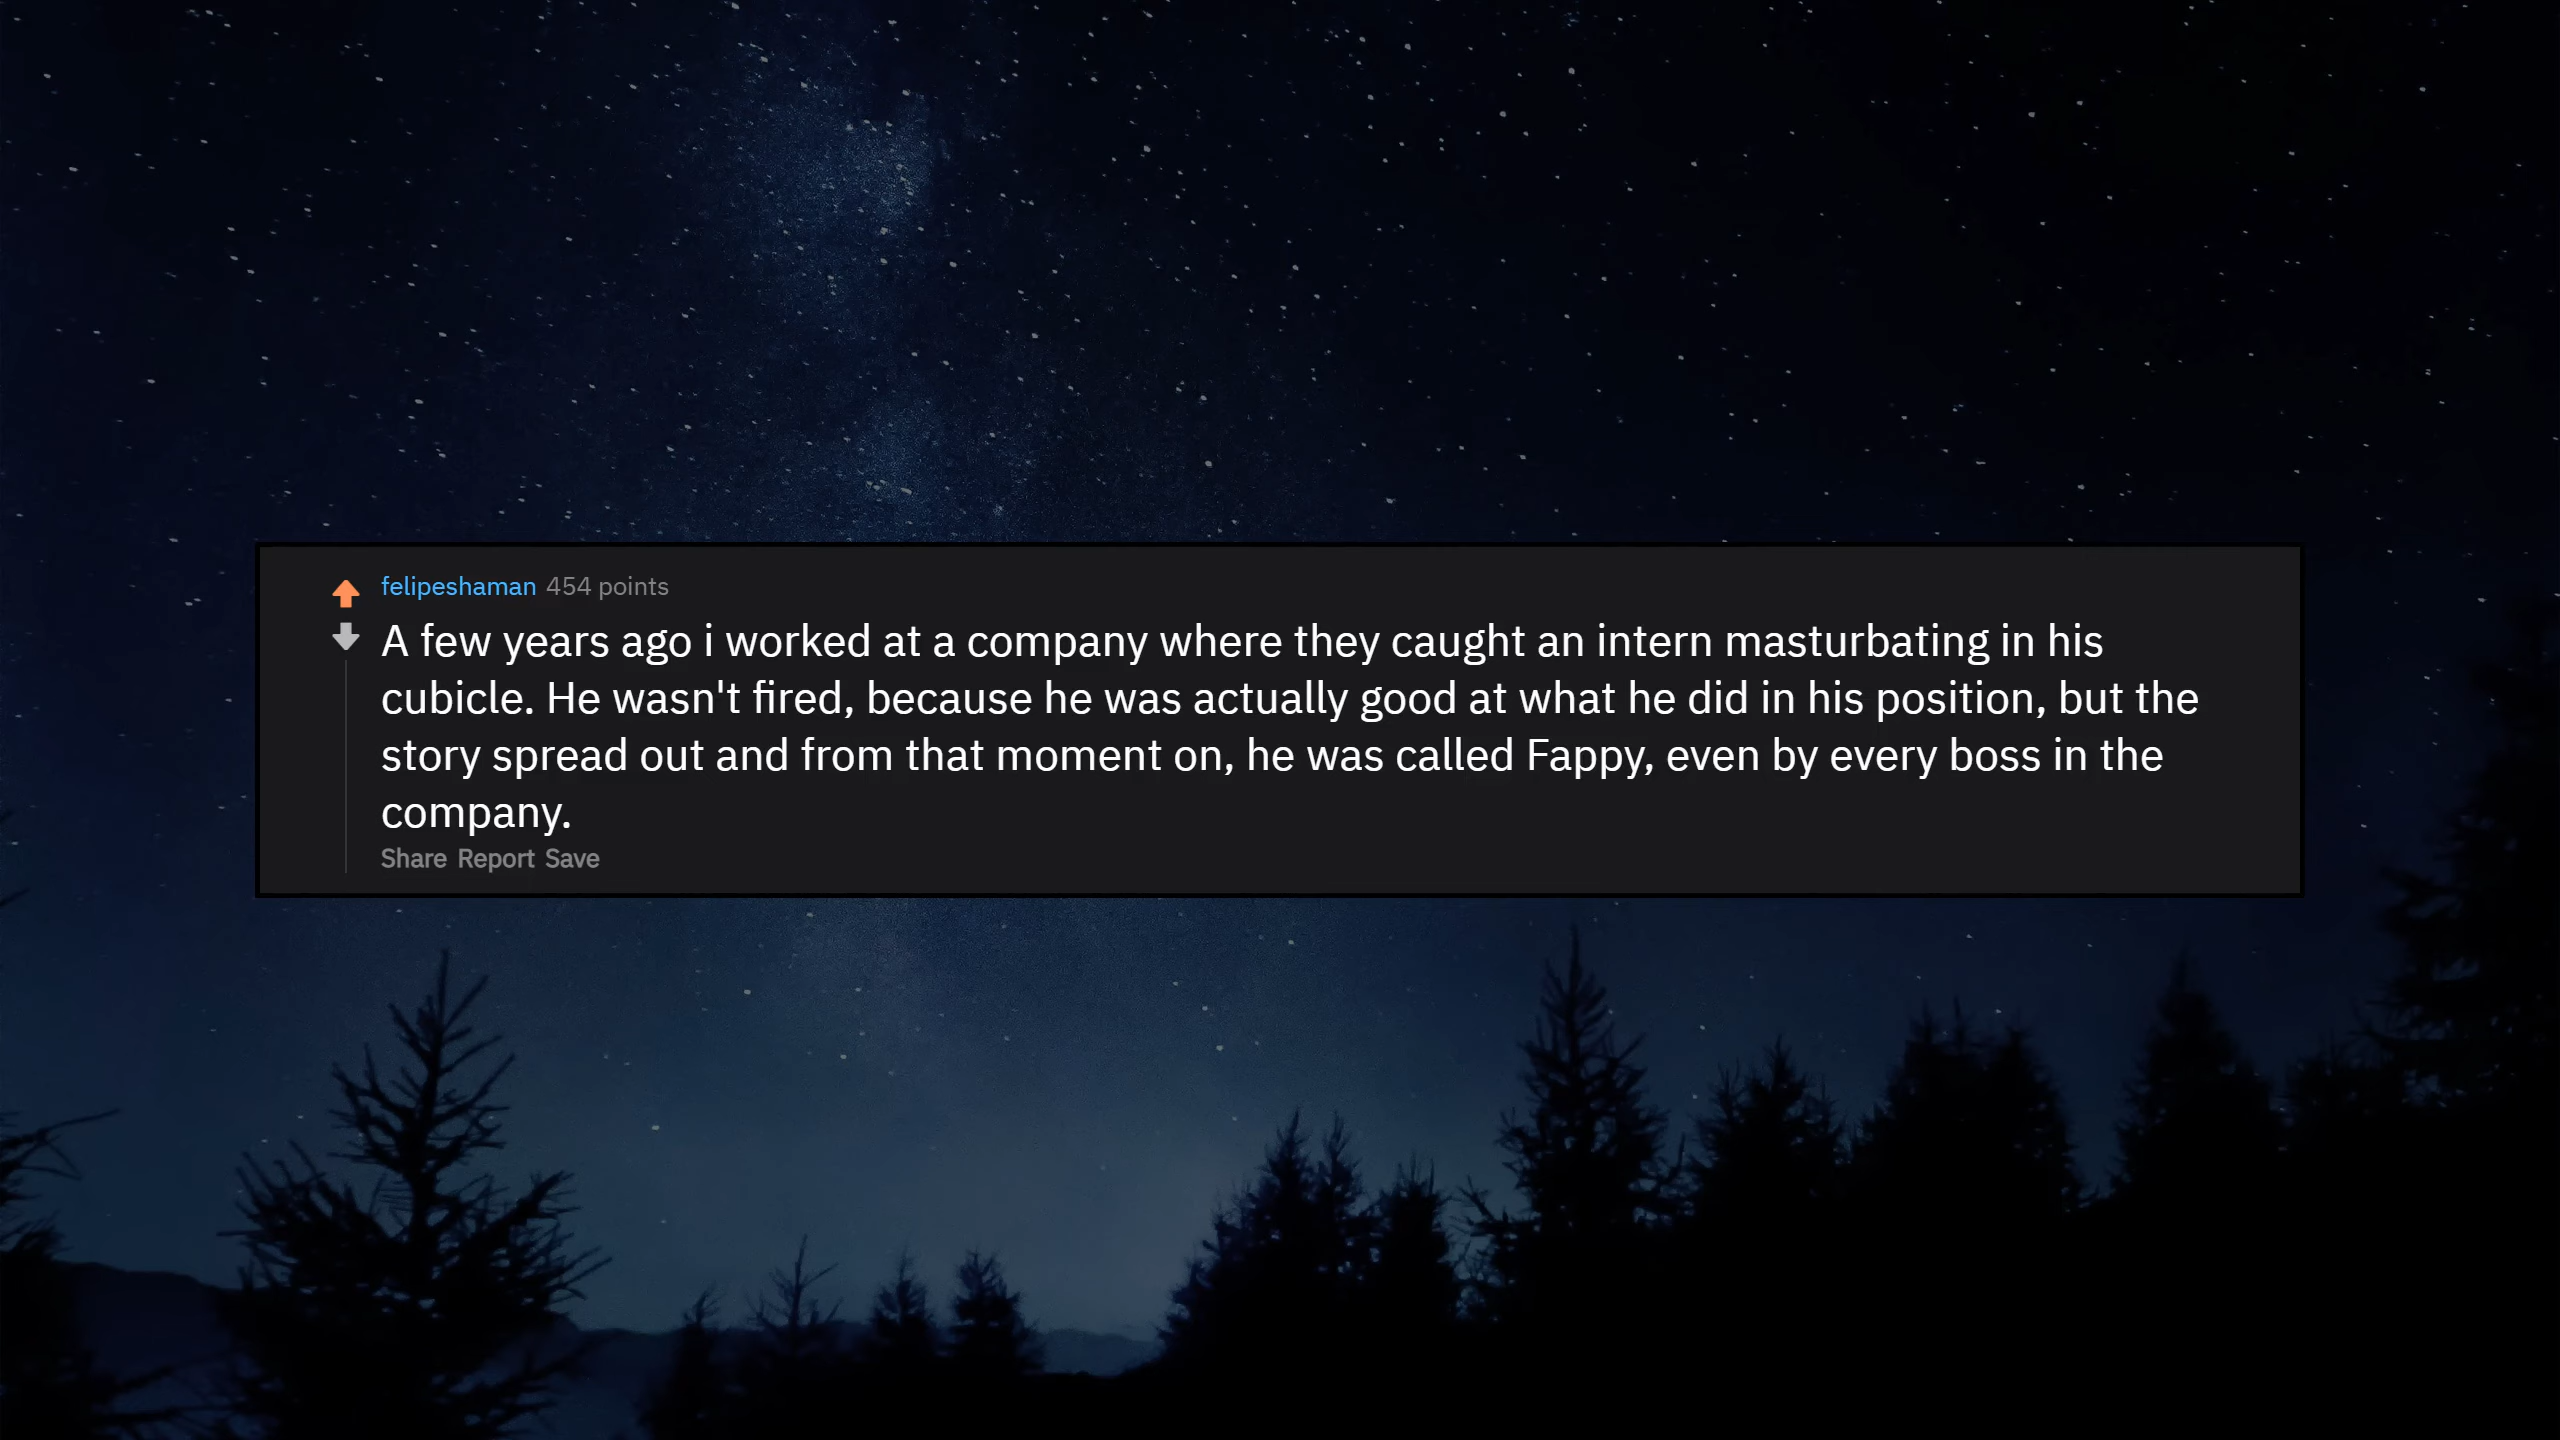 felipeshaman 454 points
A few years ago i worked at a company where they caught an intern masturbating in his
cubicle. He wasn't fired, because he was actually good at what he did in his position, but the
story spread out and from that moment on, he was called Fappy, even by every boss in the
company.
Share Report Save